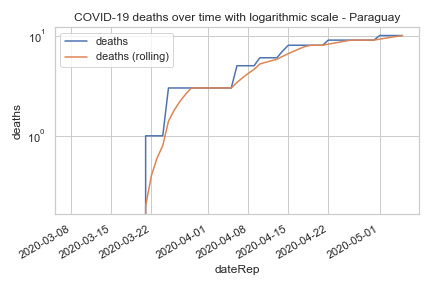 COVID-19 deaths over time with logarithmic scale - Paraguay
10¹
deaths
deaths (rolling)
deaths
10⁰
2020-03-08
2020-03-15
2020-03-22
2020-04-01
2020-04-08
2020-04-15
2020-04-22
2020-05-01
dateRep